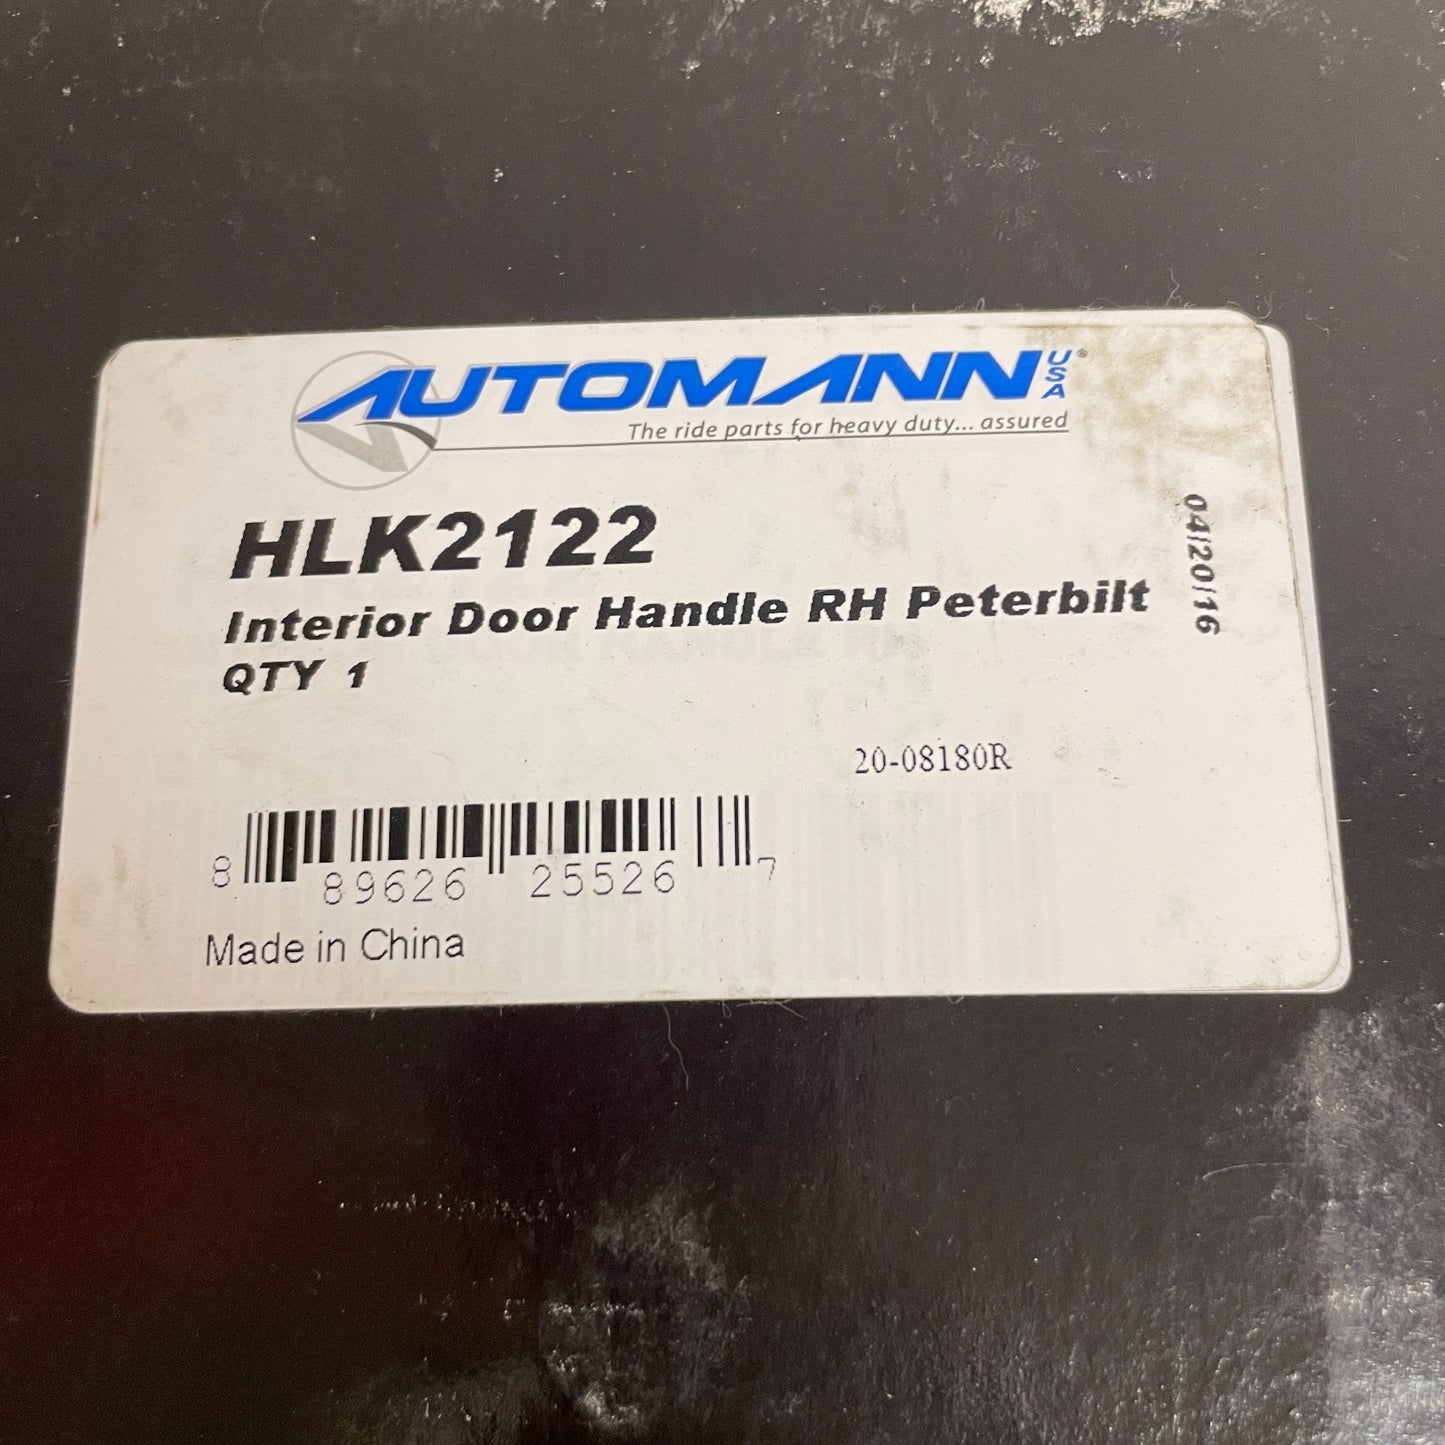 AUTOMANN USA®
The ride parts for heavy duty... assured
HLK2122
Interior Door Handle RH Peterbilt
QTY 1
04/20/16
20-08180R
8 89626 25526 7
Made in China